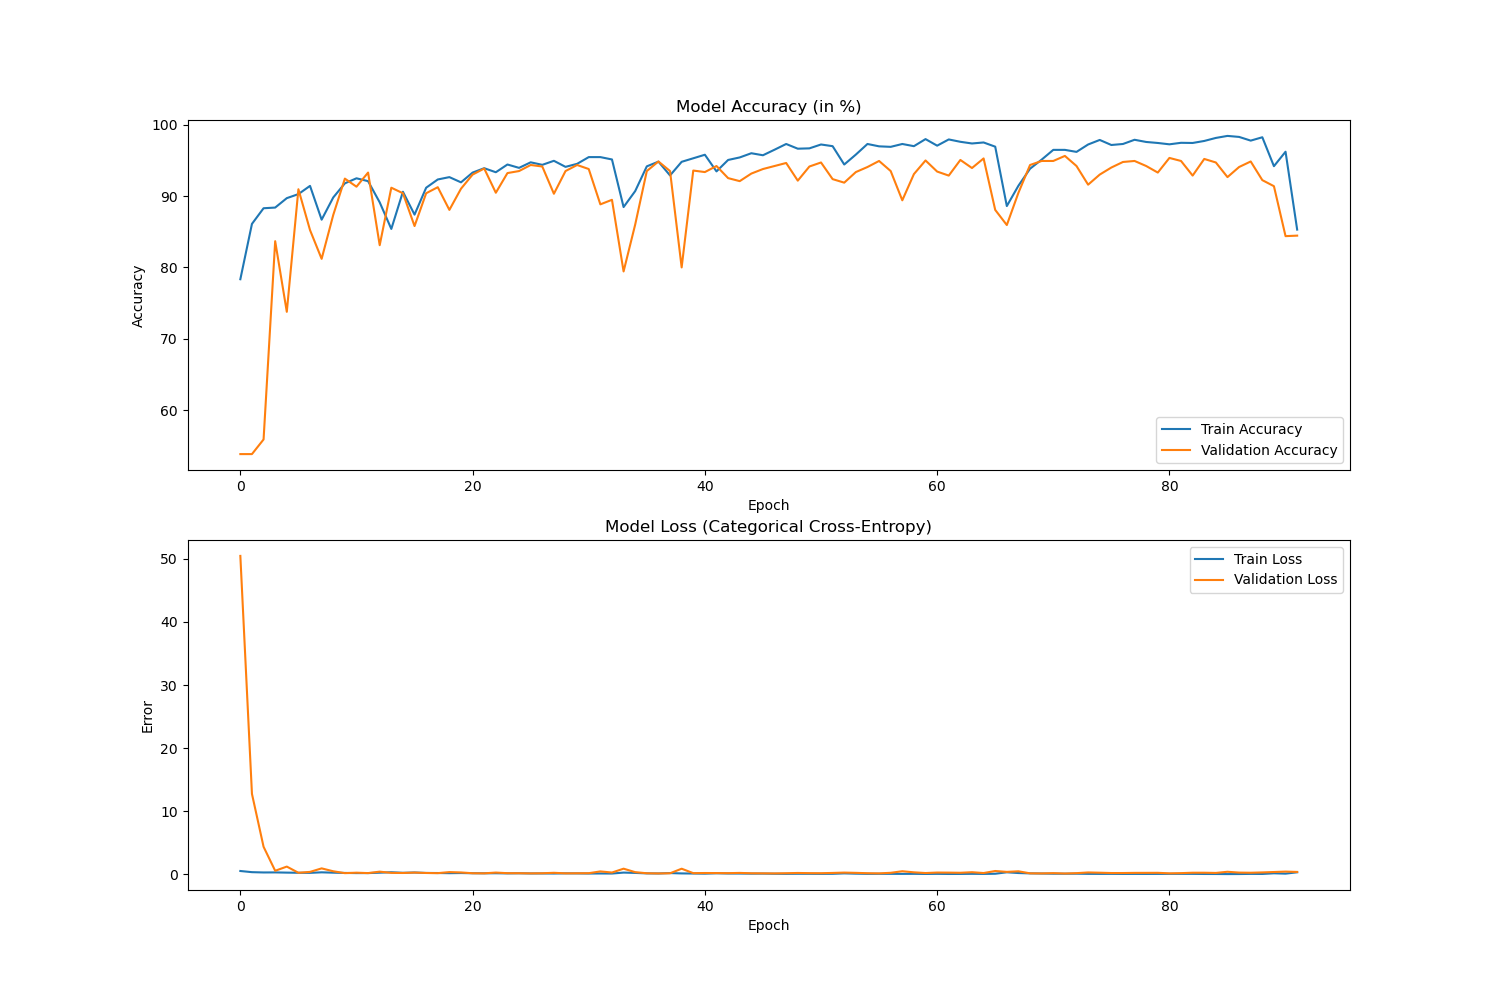 Model Accuracy (in %)
100
90
80
70
60
Accuracy
Train Accuracy
Validation Accuracy
0 20 40 60 80
Epoch
Model Loss (Categorical Cross-Entropy)
50
40
30
20
10
0
Error
Train Loss
Validation Loss
0 20 40 60 80
Epoch